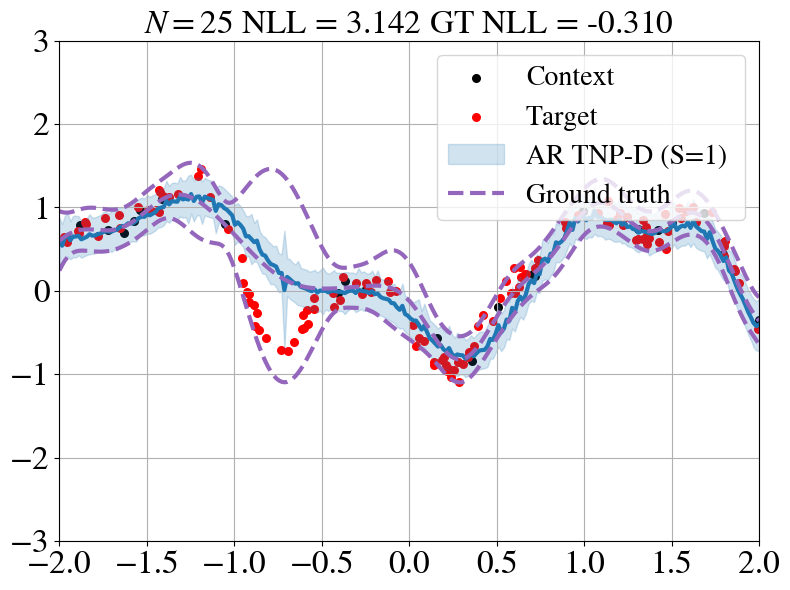 N = 25 NLL = 3.142 GT NLL = -0.310
Context
Target
AR TNP-D (S=1)
Ground truth
3
2
1
0
−1
−2
−3
−2.0 −1.5 −1.0 −0.5 0.0 0.5 1.0 1.5 2.0